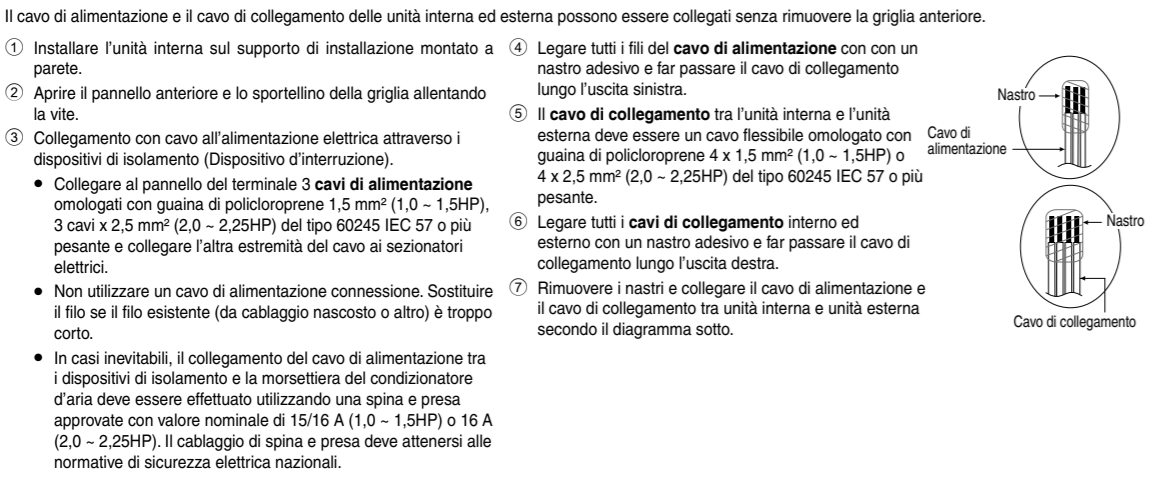 Il cavo di alimentazione e il cavo di collegamento delle unità interna ed esterna possono essere collegati senza rimuovere la griglia anteriore.
① Installare l’unità interna sul supporto di installazione montato a
parete.
② Aprire il pannello anteriore e lo sportellino della griglia allentando
la vite.
③ Collegamento con cavo all’alimentazione elettrica attraverso i
dispositivi di isolamento (Dispositivo d’interruzione).
● Collegare al pannello del terminale 3 cavi di alimentazione
omologati con guaina di policloroprene 1,5 mm² (1,0 ~ 1,5HP),
3 cavi x 2,5 mm² (2,0 ~ 2,25HP) del tipo 60245 IEC 57 o più
pesante e collegare l’altra estremità del cavo ai sezionatori
elettrici.
● Non utilizzare un cavo di alimentazione connessione. Sostituire
il filo se il filo esistente (da cablaggio nascosto o altro) è troppo
corto.
● In casi inevitabili, il collegamento del cavo di alimentazione tra
i dispositivi di isolamento e la morsettiera del condizionatore
d’aria deve essere effettuato utilizzando una spina e presa
approvate con valore nominale di 15/16 A (1,0 ~ 1,5HP) o 16 A
(2,0 ~ 2,25HP). Il cablaggio di spina e presa deve attenersi alle
normative di sicurezza elettrica nazionali.
④ Legare tutti i fili del cavo di alimentazione con con un
nastro adesivo e far passare il cavo di collegamento
lungo l’uscita sinistra.
⑤ Il cavo di collegamento tra l’unità interna e l’unità
esterna deve essere un cavo flessibile omologato con
guaina di policloroprene 4 x 1,5 mm² (1,0 ~ 1,5HP) o
4 x 2,5 mm² (2,0 ~ 2,25HP) del tipo 60245 IEC 57 o più
pesante.
⑥ Legare tutti i cavi di collegamento interno ed
esterno con un nastro adesivo e far passare il cavo di
collegamento lungo l’uscita destra.
⑦ Rimuovere i nastri e collegare il cavo di alimentazione e
il cavo di collegamento tra unità interna e unità esterna
secondo il diagramma sotto.
Nastro
Cavo di
alimentazione
Nastro
Cavo di collegamento